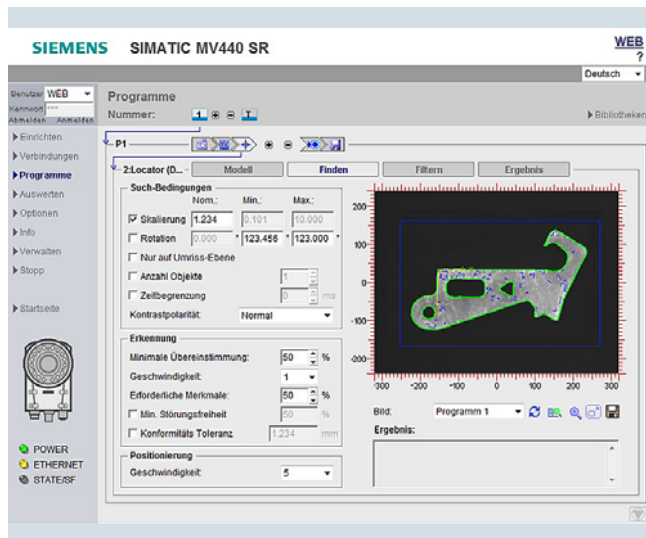 SIEMENS SIMATIC MV440 SR WEB
?
Deutsch
Benutzer WEB
Kennwort ***
Abmelden Anmelden
Programme
Nummer: 1
Bibliotheken
Einrichten
Verbindungen
Programme
Auswerten
Optionen
Info
Verwalten
Stopp
Startseite
POWER
ETHERNET
STATE/SF
P1
2:Locator (D... Modell Finden Filtern Ergebnis
Such-Bedingungen
Nom.: Min.: Max.:
Skalierung 1.234 0.101 10.000
Rotation 0.000 ° 123.456 ° 123.000 °
Nur auf Umriss-Ebene
Anzahl Objekte 1
Zeitbegrenzung 0 ms
Kontrastpolarität: Normal
Erkennung
Minimale Übereinstimmung: 50 %
Geschwindigkeit: 1
Erforderliche Merkmale: 50 %
Min. Störungsfreiheit 50 %
Konformitäts Toleranz 1.234 mm
Positionierung
Geschwindigkeit: 5
200
100
0
-100
-200
-300 -200 -100 0 100 200 300
Bild: Programm 1
Ergebnis: